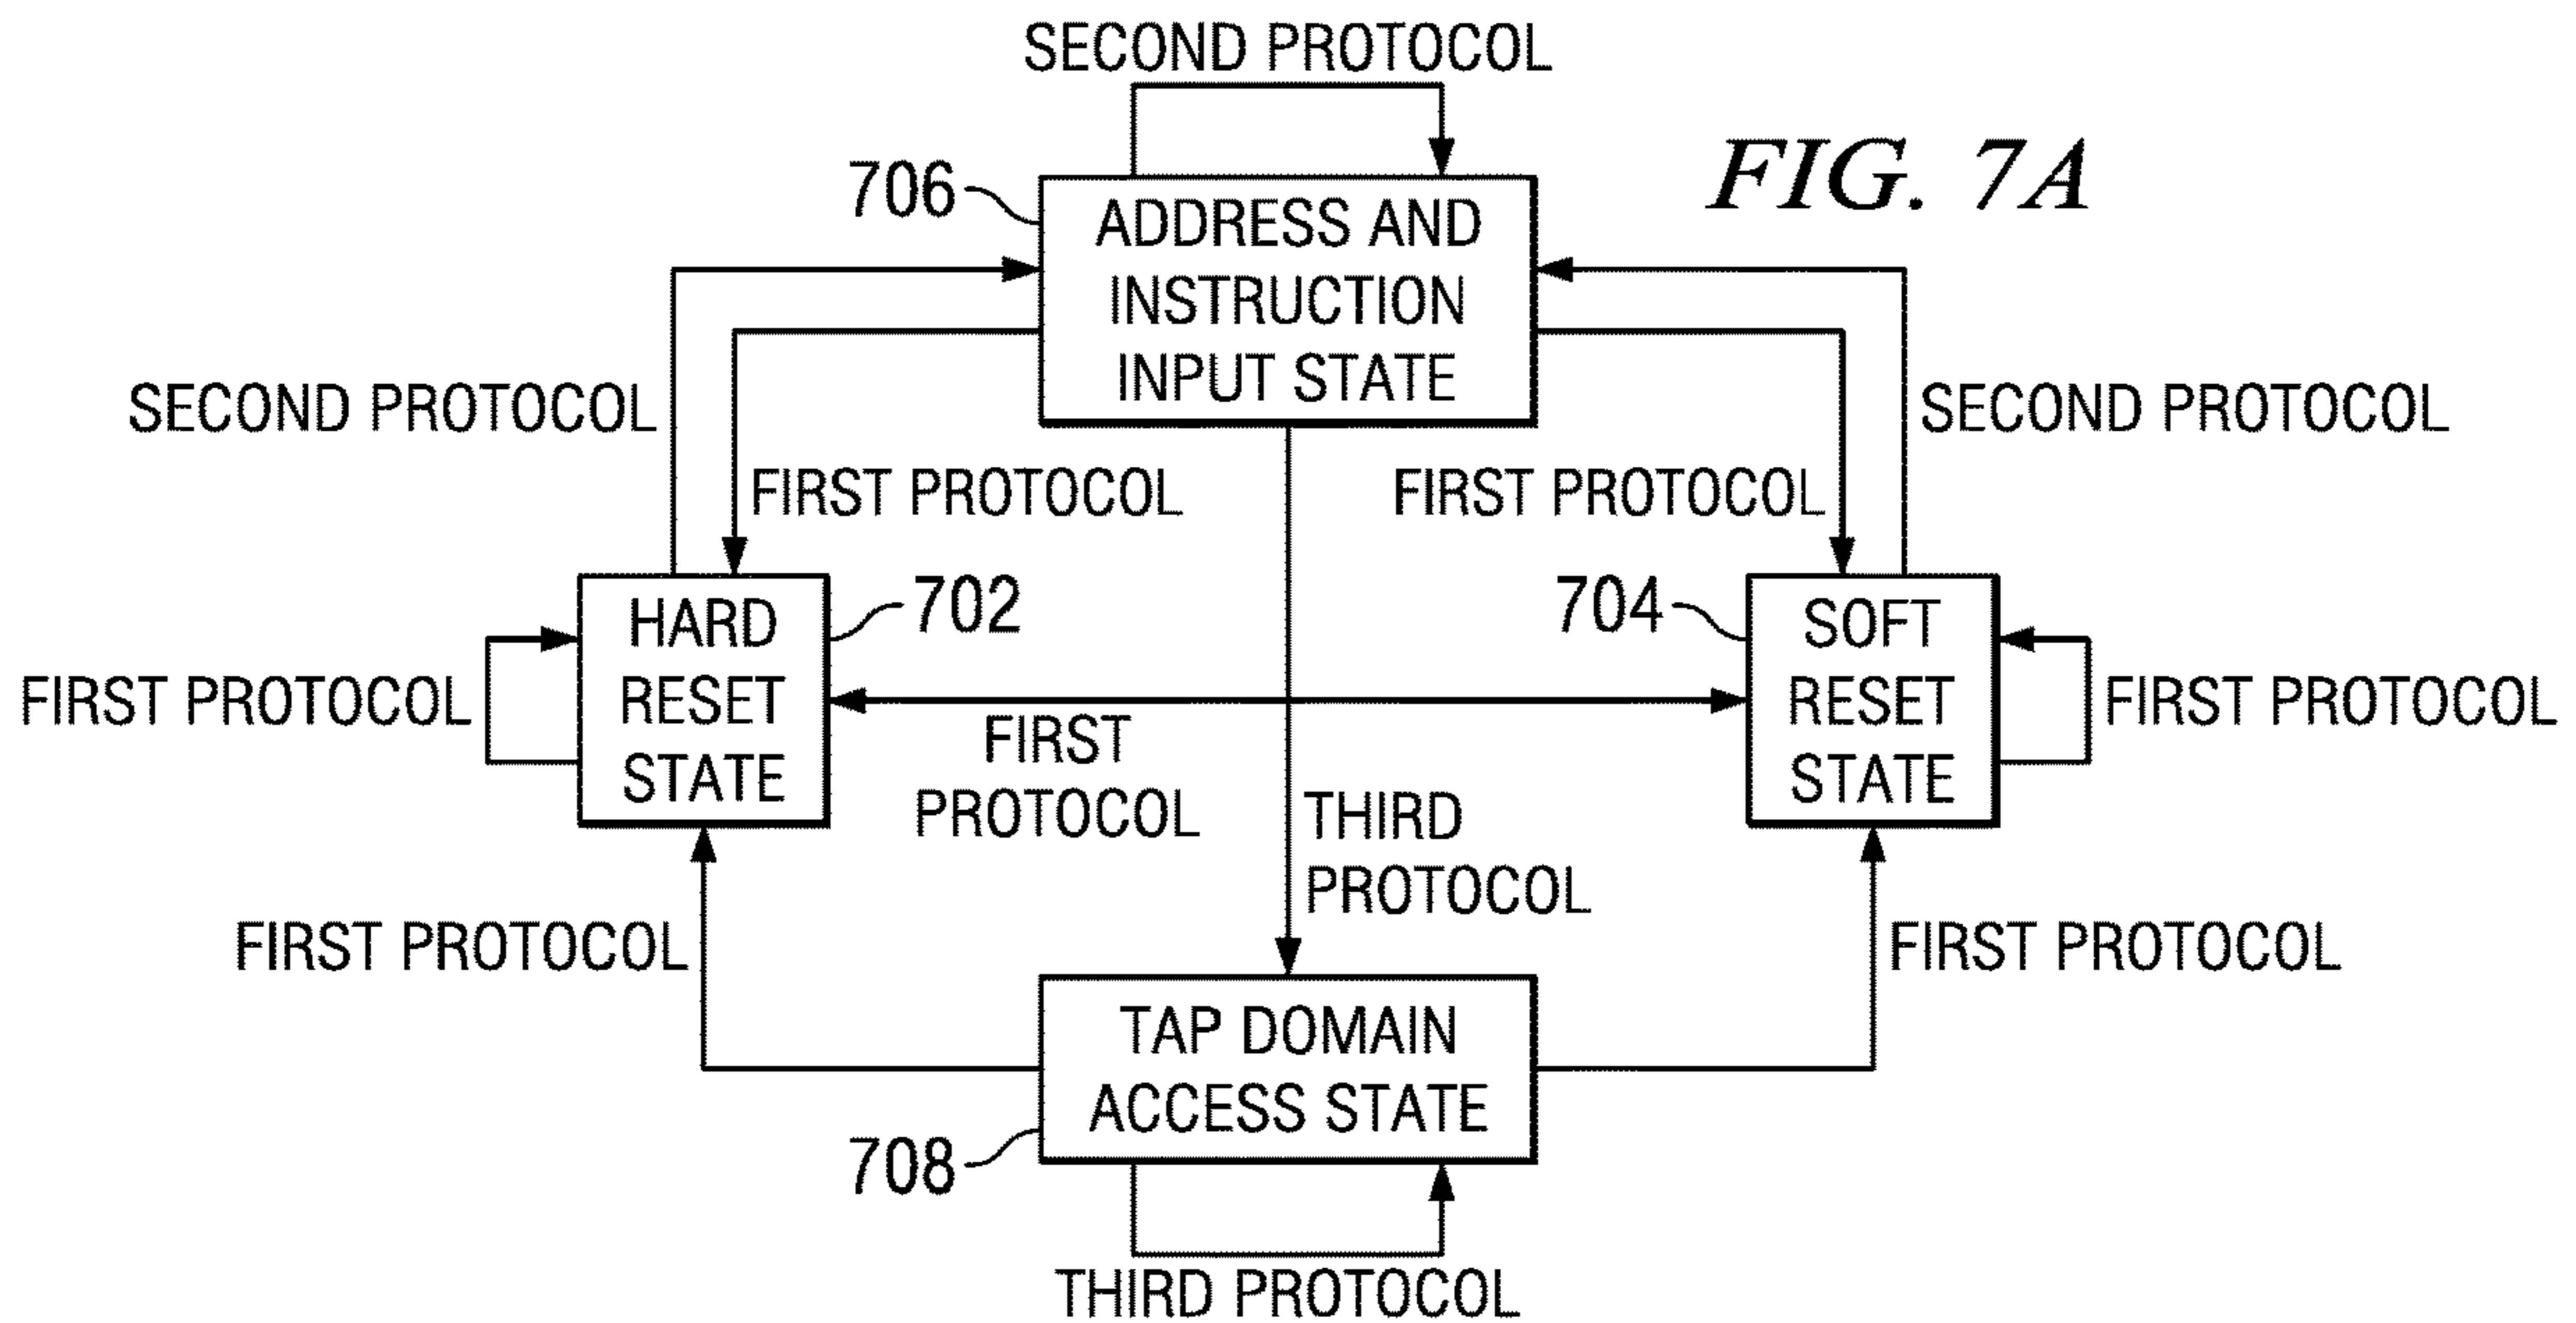 SECOND PROTOCOL
FIG. 7A
706
ADDRESS AND
INSTRUCTION
INPUT STATE
SECOND PROTOCOL
SECOND PROTOCOL
FIRST PROTOCOL
FIRST PROTOCOL
702
704
HARD
RESET
STATE
SOFT
RESET
STATE
FIRST PROTOCOL
FIRST PROTOCOL
FIRST
PROTOCOL
THIRD
PROTOCOL
FIRST PROTOCOL
FIRST PROTOCOL
TAP DOMAIN
ACCESS STATE
708
THIRD PROTOCOL